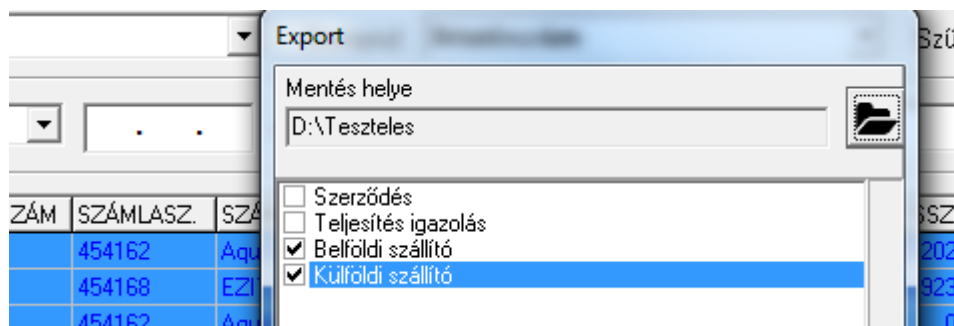 Export
Szű
Mentés helye
D:\Teszteles
. .
Szerződés
ZÁM SZÁMLASZ. SZÁ SSZ
Teljesítés igazolás
454162 Aqu Belföldi szállító 202
454168 EZI Külföldi szállító 923
454162 Aqu